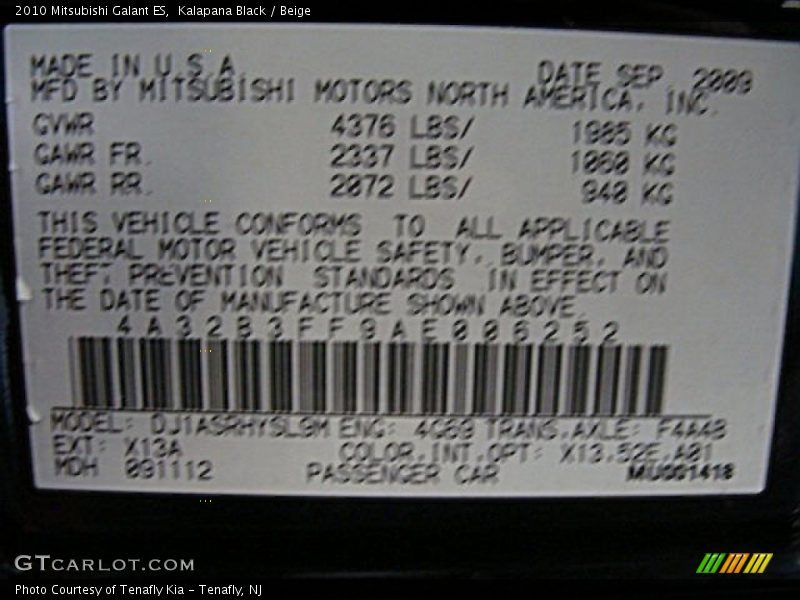 2010 Mitsubishi Galant ES, Kalapana Black / Beige
MADE IN U.S.A. DATE SEP. 2009
MFD BY MITSUBISHI MOTORS NORTH AMERICA, INC.
GVWR 4376 LBS/ 1985 KG
GAWR FR. 2337 LBS/ 1060 KG
GAWR RR. 2072 LBS/ 940 KG
THIS VEHICLE CONFORMS TO ALL APPLICABLE
FEDERAL MOTOR VEHICLE SAFETY, BUMPER, AND
THEFT PREVENTION STANDARDS IN EFFECT ON
THE DATE OF MANUFACTURE SHOWN ABOVE.
4A32B3FF9AE006252
MODEL: DJ1ASRHYSL9M ENG: 4G69 TRANS.AXLE: F4A4B
EXT: X13A COLOR.INT.OPT: X13.52E.A01
MDH 091112 PASSENGER CAR MU001418
GTCARLOT.COM
Photo Courtesy of Tenafly Kia - Tenafly, NJ